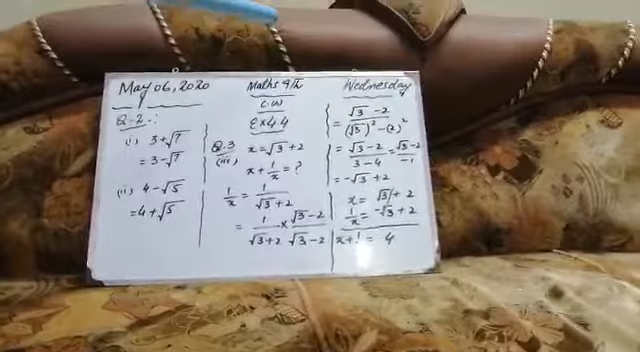 May 06, 2020
Maths 9th
Wednesday
C.W
Ex 4.4
Q.2:
(i) 3+√7
= 3-√7
(ii) 4-√5
= 4+√5
Q.3
(iii) x = √3+2
x + 1/x = ?
1/x = 1/(√3+2)
= 1/(√3+2) × (√3-2)/(√3-2)
= (√3-2)/((√3)²-(2)²)
= (√3-2)/(3-4) = (√3-2)/-1
= -√3+2
x = √3+2
1/x = -√3+2
x+1/x = 4